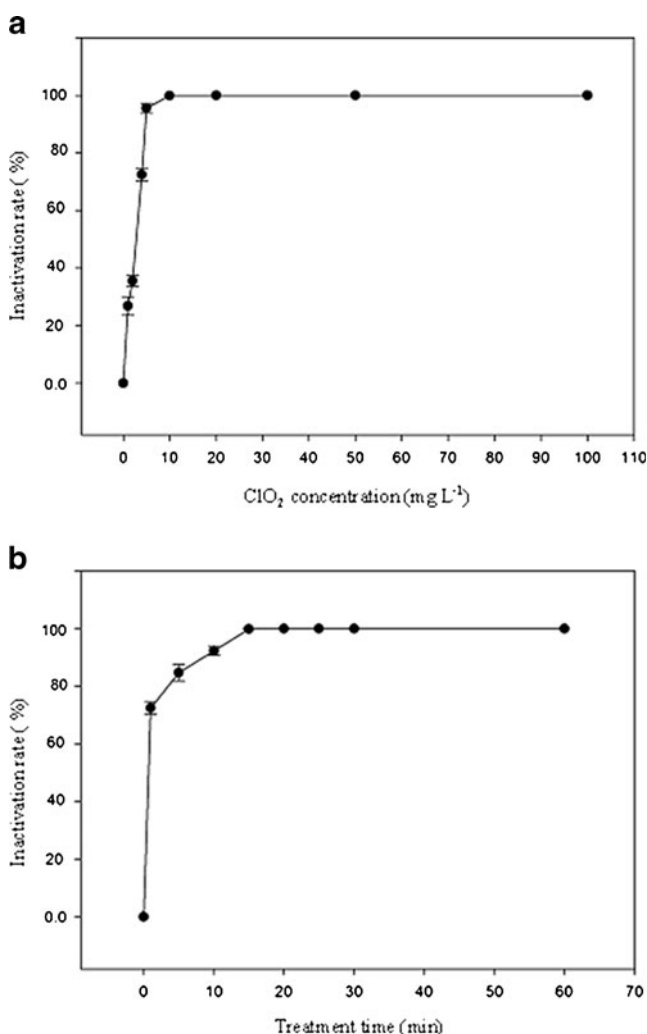 a
100
80
60
40
20
0.0
Inactivation rate ( %)
0 10 20 30 40 50 60 70 80 90 100 110
ClO₂ concentration (mg L⁻¹)
b
100
80
60
40
20
0.0
Inactivation rate ( %)
0 10 20 30 40 50 60 70
Treatment time (min)